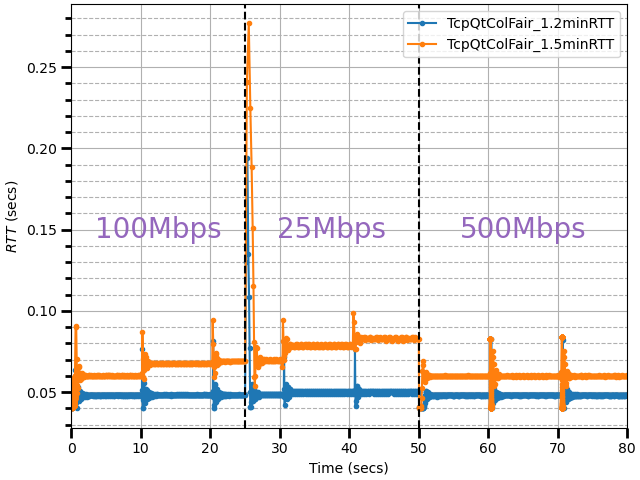 TcpQtColFair_1.2minRTT
TcpQtColFair_1.5minRTT
0.25
0.20
0.15
0.10
0.05
RTT (secs)
100Mbps 25Mbps 500Mbps
0 10 20 30 40 50 60 70 80
Time (secs)